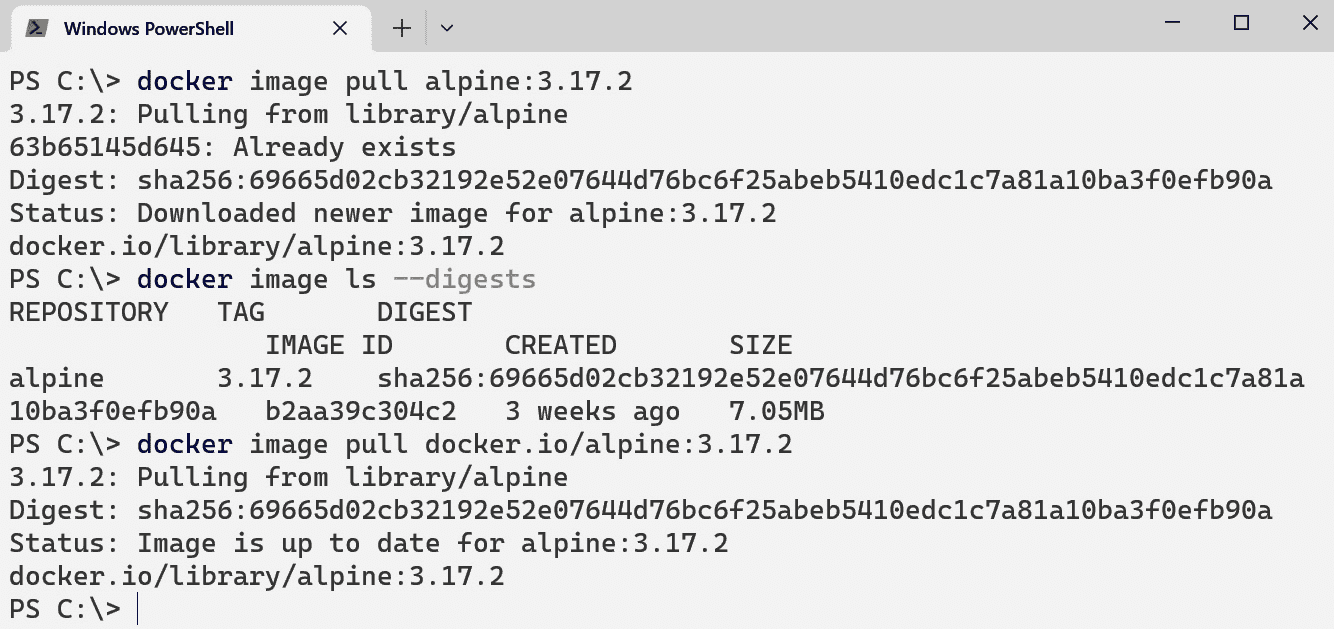 Windows PowerShell
PS C:\> docker image pull alpine:3.17.2
3.17.2: Pulling from library/alpine
63b65145d645: Already exists
Digest: sha256:69665d02cb32192e52e07644d76bc6f25abeb5410edc1c7a81a10ba3f0efb90a
Status: Downloaded newer image for alpine:3.17.2
docker.io/library/alpine:3.17.2
PS C:\> docker image ls --digests
REPOSITORY   TAG       DIGEST
                IMAGE ID       CREATED       SIZE
alpine       3.17.2    sha256:69665d02cb32192e52e07644d76bc6f25abeb5410edc1c7a81a
10ba3f0efb90a   b2aa39c304c2   3 weeks ago   7.05MB
PS C:\> docker image pull docker.io/alpine:3.17.2
3.17.2: Pulling from library/alpine
Digest: sha256:69665d02cb32192e52e07644d76bc6f25abeb5410edc1c7a81a10ba3f0efb90a
Status: Image is up to date for alpine:3.17.2
docker.io/library/alpine:3.17.2
PS C:\>